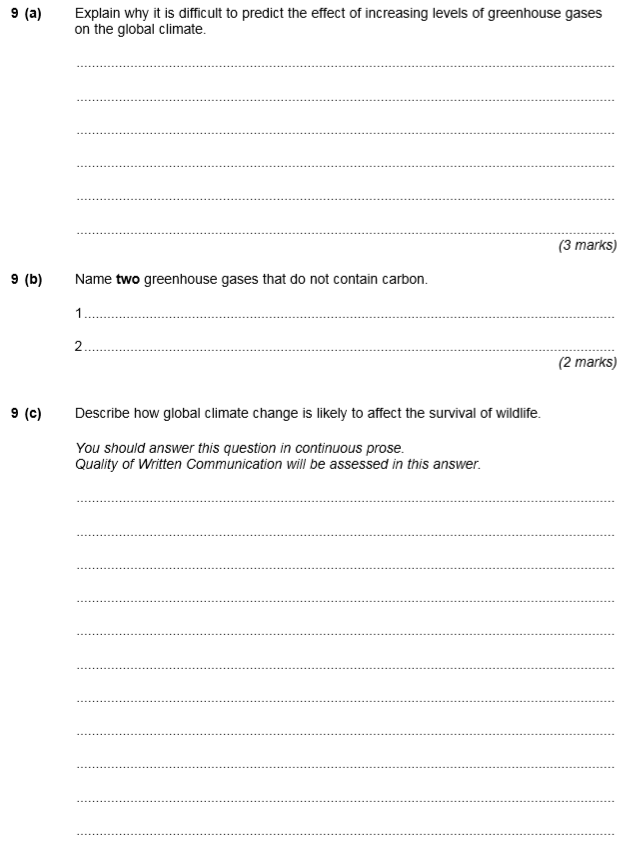 9 (a) Explain why it is difficult to predict the effect of increasing levels of greenhouse gases
on the global climate.
(3 marks)
9 (b) Name two greenhouse gases that do not contain carbon.
1
2
(2 marks)
9 (c) Describe how global climate change is likely to affect the survival of wildlife.
You should answer this question in continuous prose.
Quality of Written Communication will be assessed in this answer.